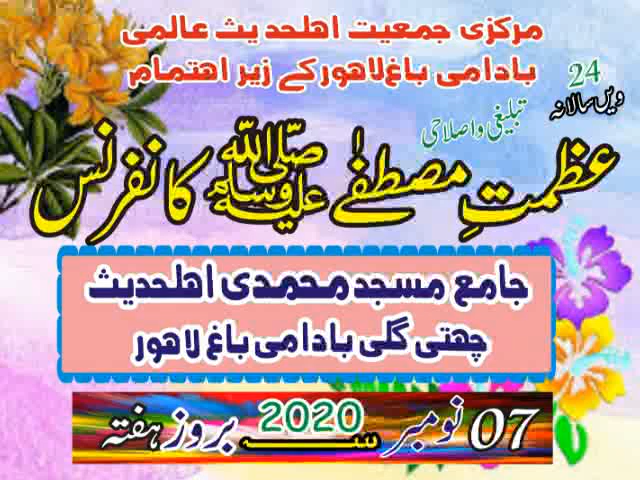 مرکزی جمعیت اہلحدیث عالمی
بادامی باغ لاہور کے زیر اہتمام
24 ویں سالانہ
تبلیغی و اصلاحی
عظمتِ مصطفےٰ صلی اللہ علیہ وسلم کانفرنس
جامع مسجد محمدی اہلحدیث
چھتی گلی بادامی باغ لاہور
07 نومبر 2020 بروز ہفتہ